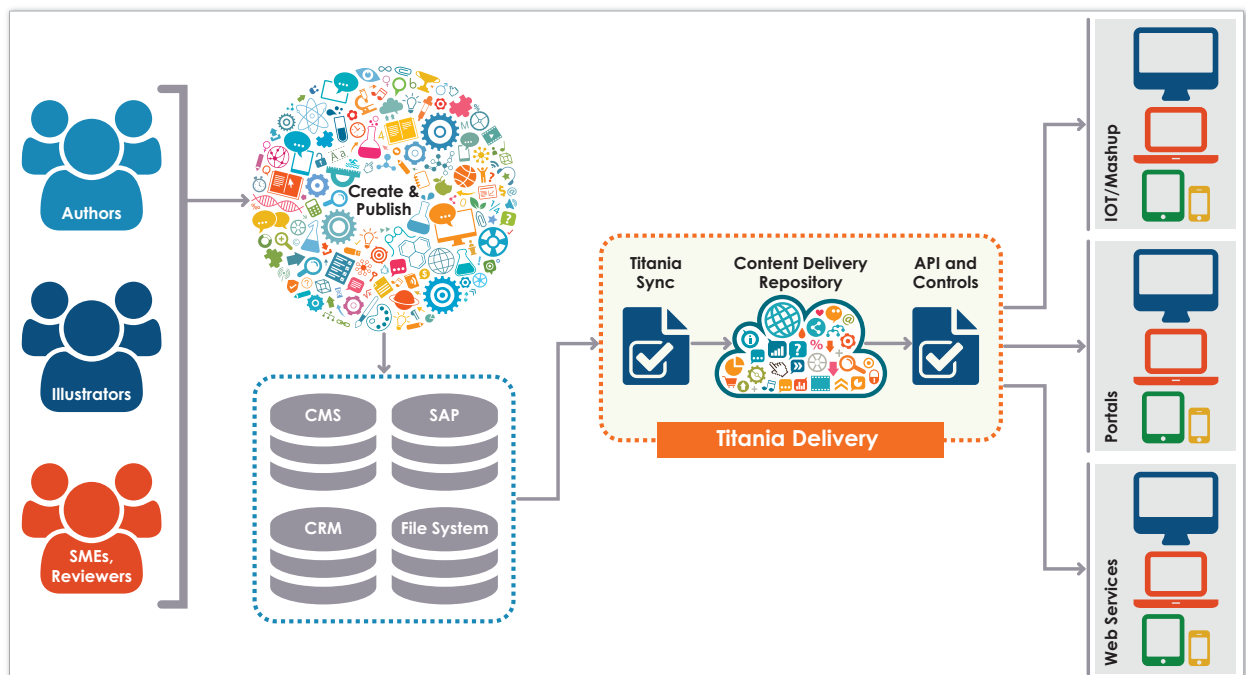 Authors
Illustrators
SMEs,
Reviewers
Create &
Publish
CMS
SAP
CRM
File System
Titania
Sync
Content Delivery
Repository
API and
Controls
Titania Delivery
IOT/Mashup
Portals
Web Services